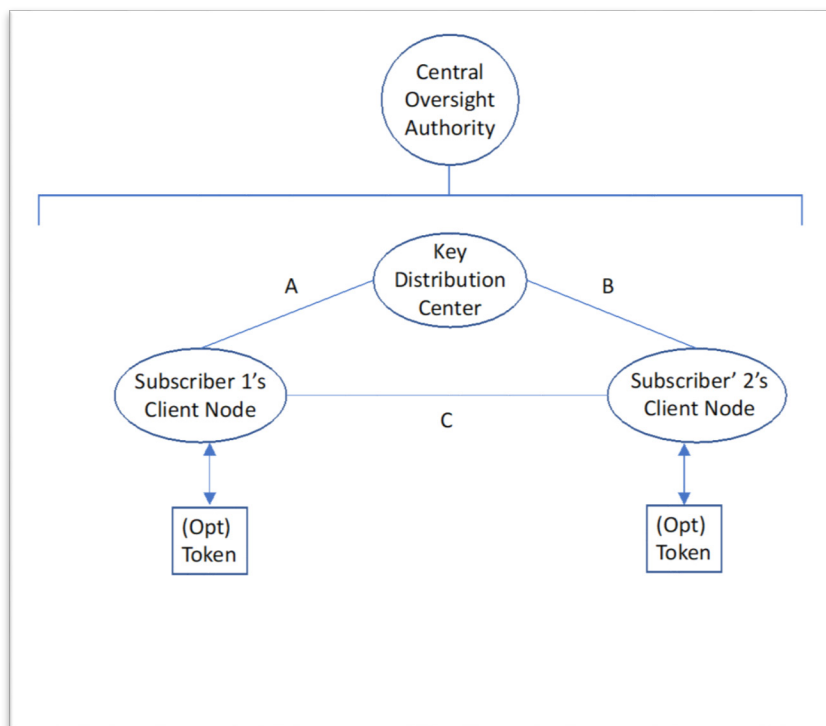 Central
Oversight
Authority
Key
Distribution
Center
A
B
Subscriber 1’s
Client Node
Subscriber’ 2’s
Client Node
C
(Opt)
Token
(Opt)
Token